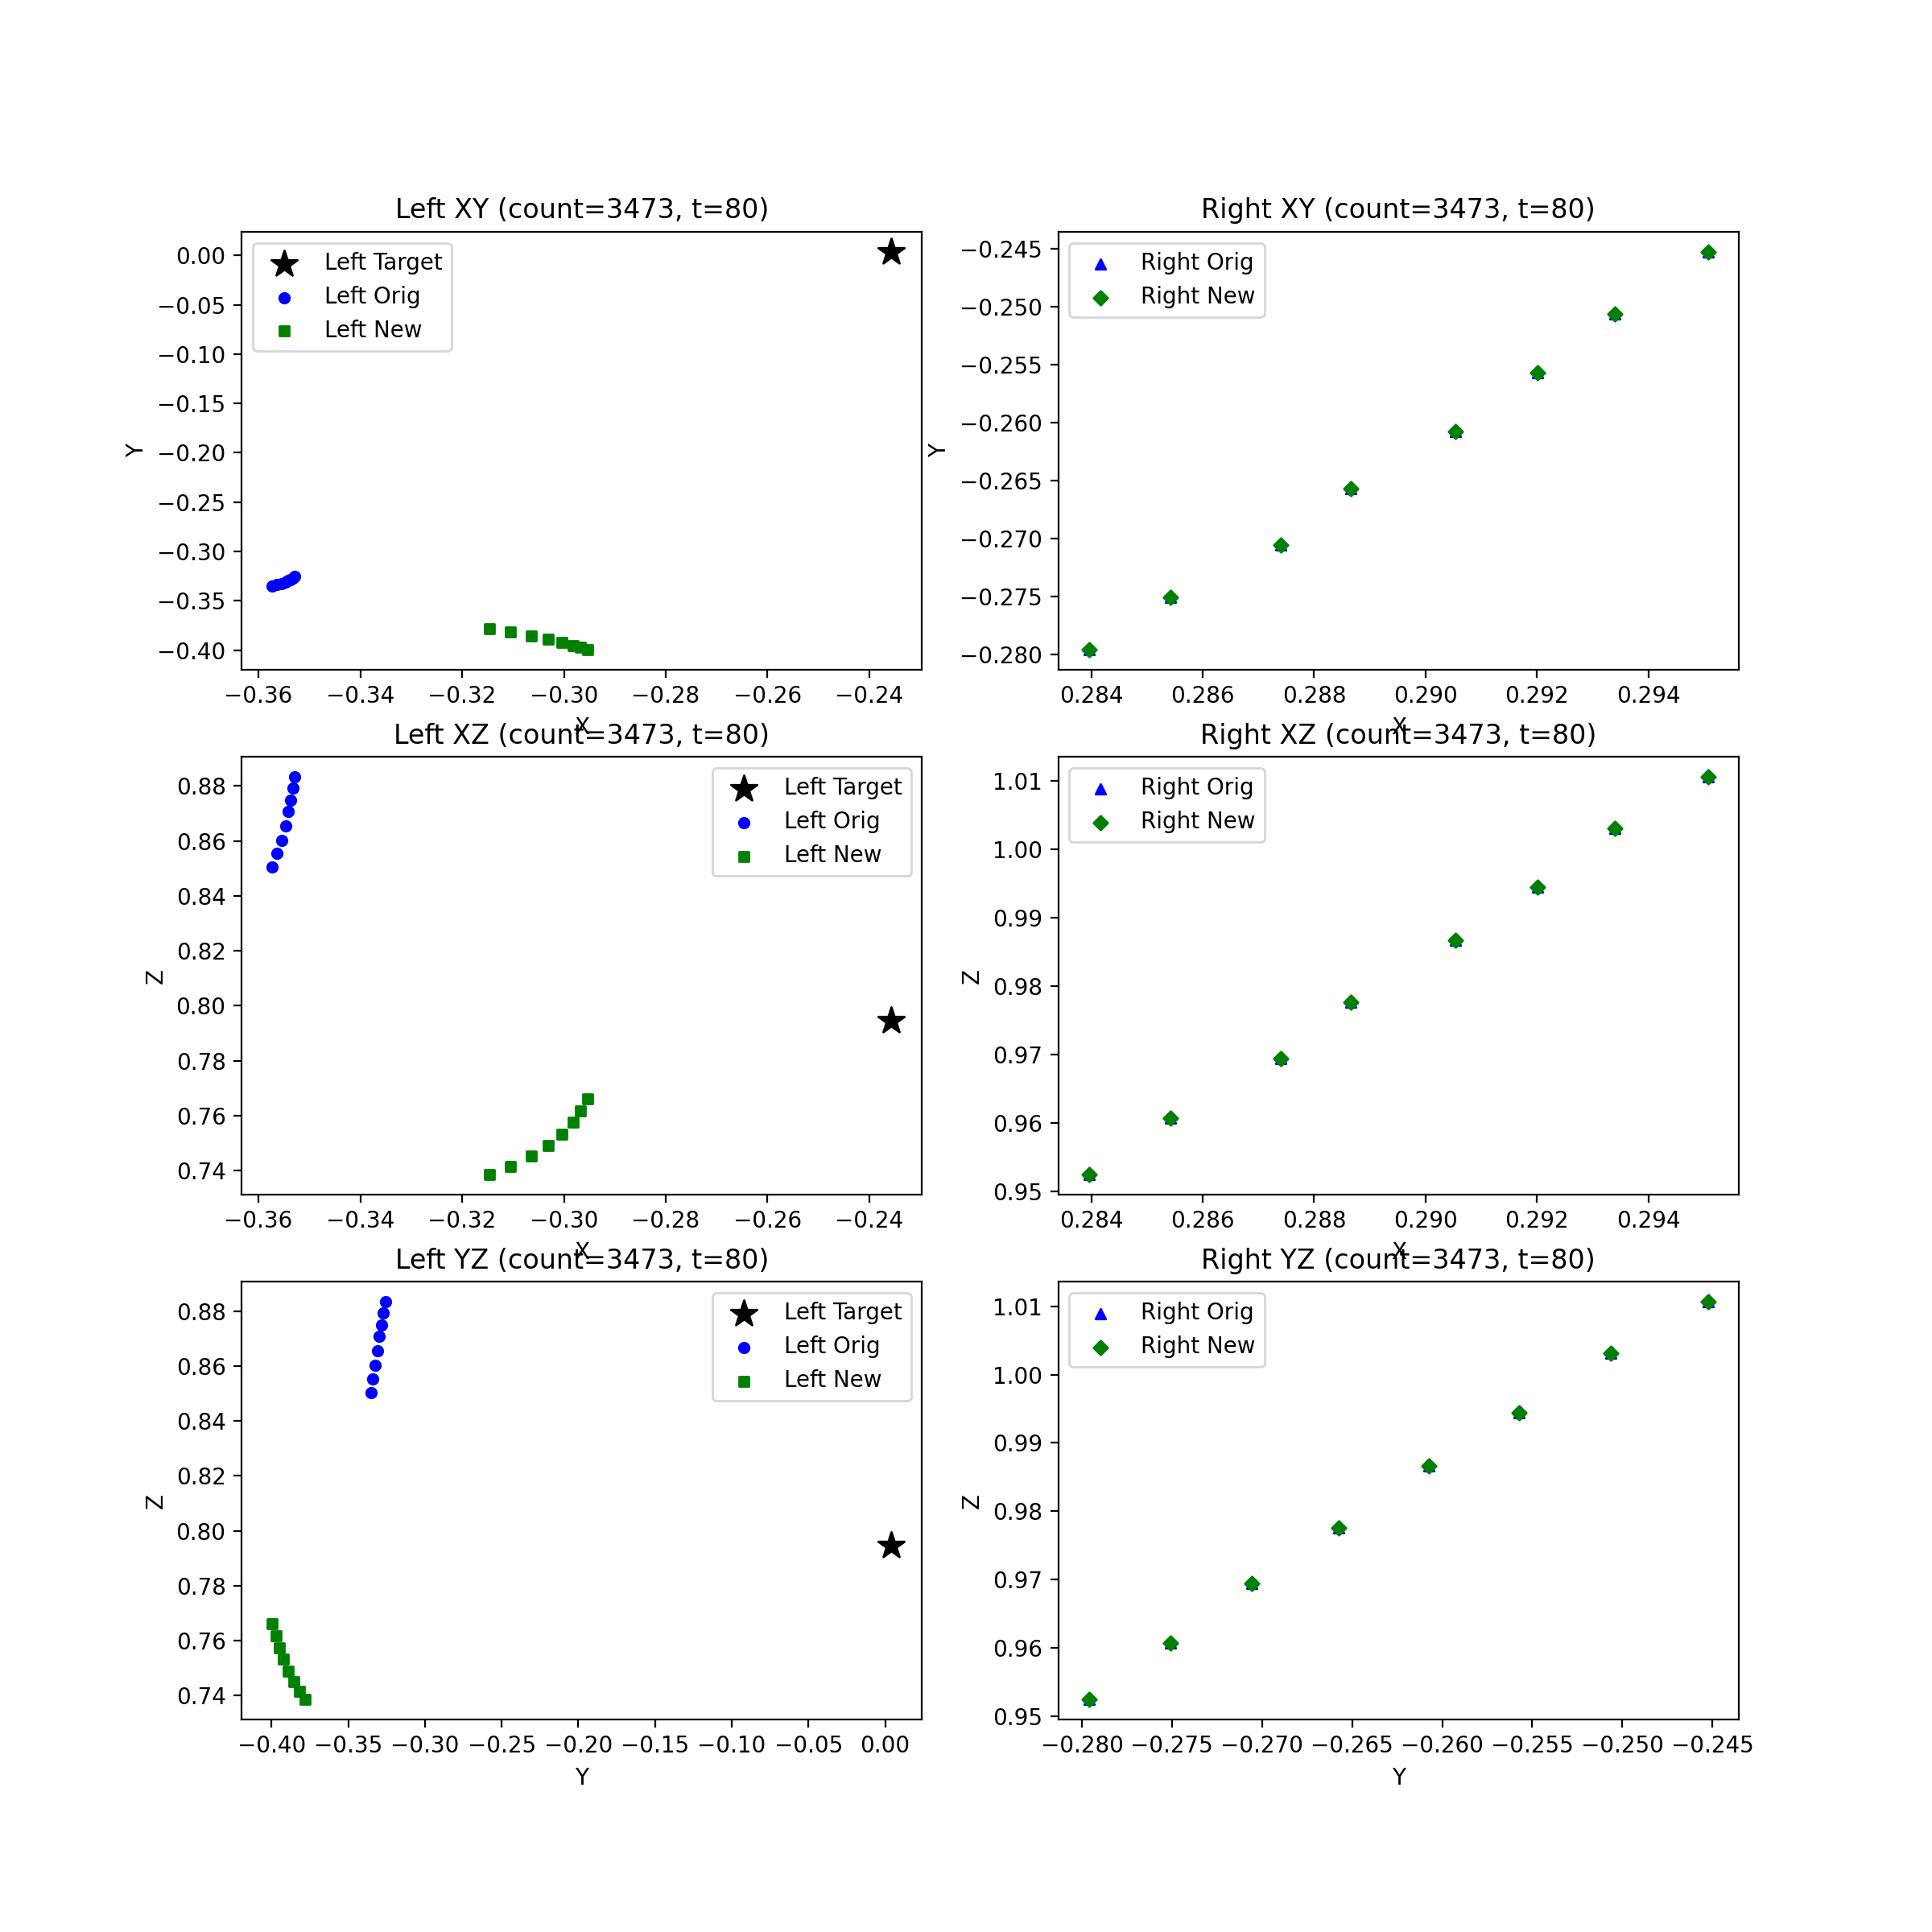 Left XY (count=3473, t=80)
Left Target
Left Orig
Left New
0.00
−0.05
−0.10
−0.15
−0.20
−0.25
−0.30
−0.35
−0.40
Y
−0.36 −0.34 −0.32 −0.30 −0.28 −0.26 −0.24
X
Right XY (count=3473, t=80)
Right Orig
Right New
−0.245
−0.250
−0.255
−0.260
−0.265
−0.270
−0.275
−0.280
Y
0.284 0.286 0.288 0.290 0.292 0.294
X
Left XZ (count=3473, t=80)
Left Target
Left Orig
Left New
0.88
0.86
0.84
0.82
0.80
0.78
0.76
0.74
Z
−0.36 −0.34 −0.32 −0.30 −0.28 −0.26 −0.24
X
Right XZ (count=3473, t=80)
Right Orig
Right New
1.01
1.00
0.99
0.98
0.97
0.96
0.95
Z
0.284 0.286 0.288 0.290 0.292 0.294
X
Left YZ (count=3473, t=80)
Left Target
Left Orig
Left New
0.88
0.86
0.84
0.82
0.80
0.78
0.76
0.74
Z
−0.40 −0.35 −0.30 −0.25 −0.20 −0.15 −0.10 −0.05 0.00
Y
Right YZ (count=3473, t=80)
Right Orig
Right New
1.01
1.00
0.99
0.98
0.97
0.96
0.95
Z
−0.280 −0.275 −0.270 −0.265 −0.260 −0.255 −0.250 −0.245
Y